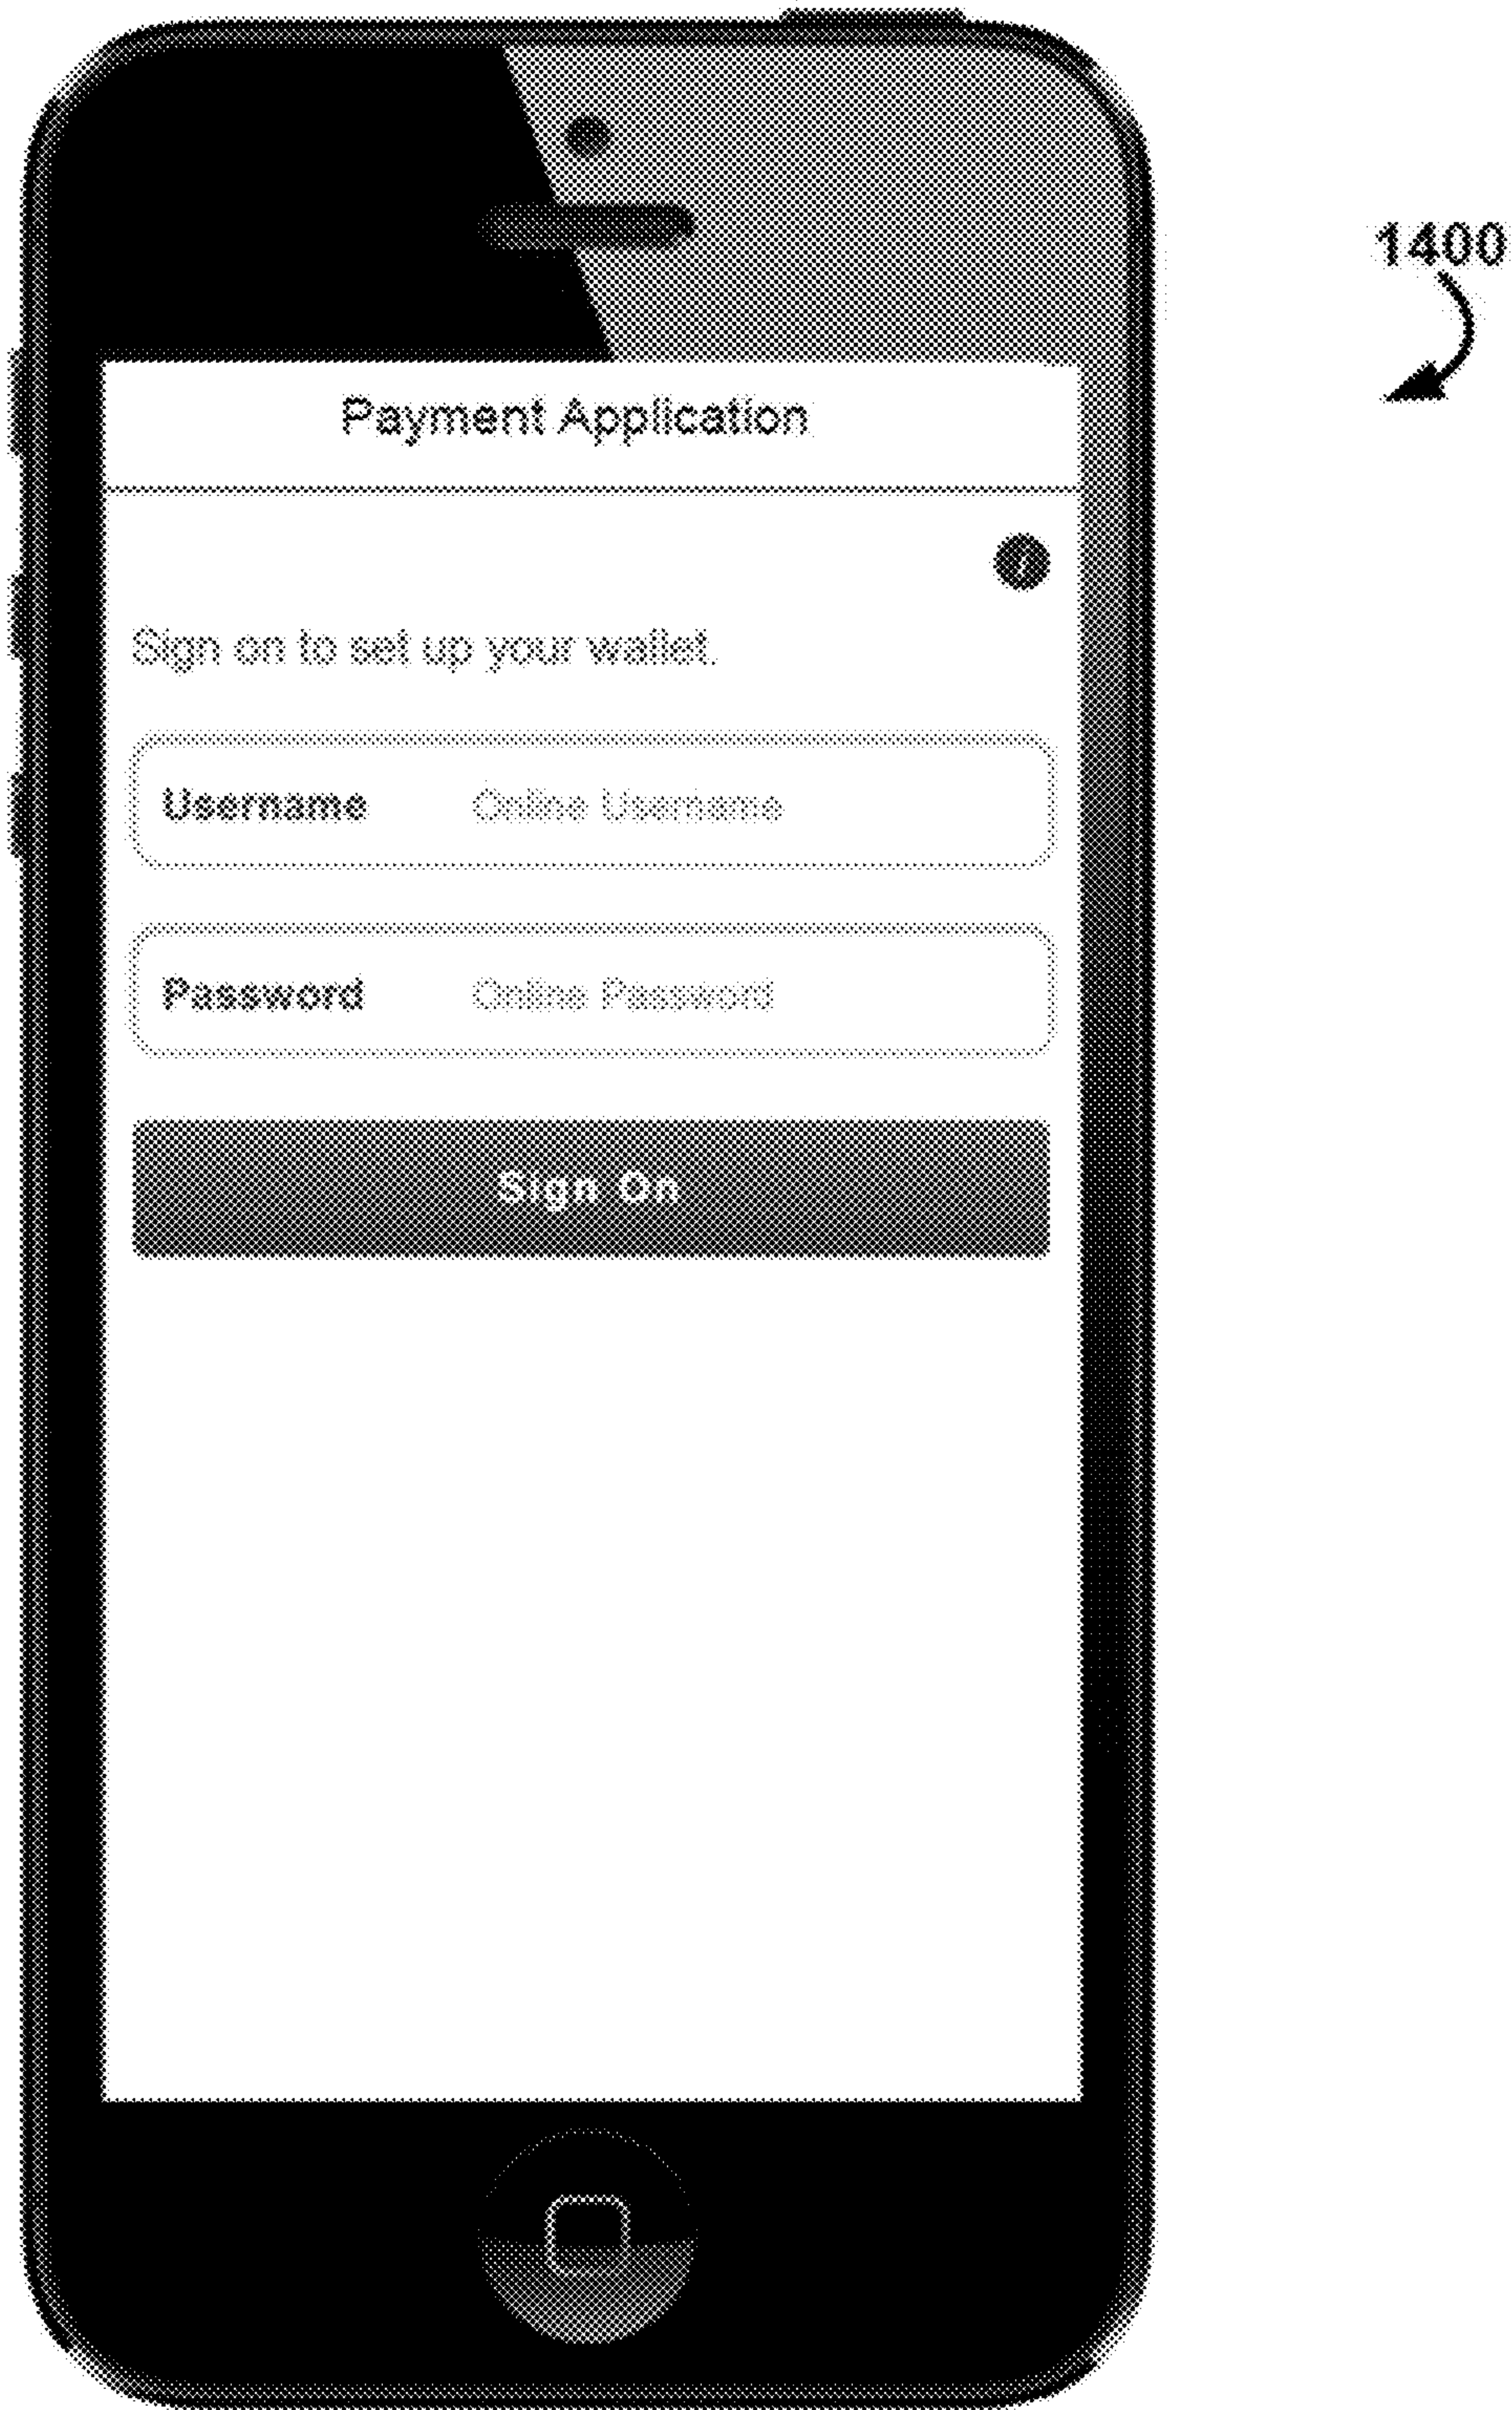 1400
Payment Application
Sign on to set up your wallet.
Username Online Username
Password Online Password
Sign On